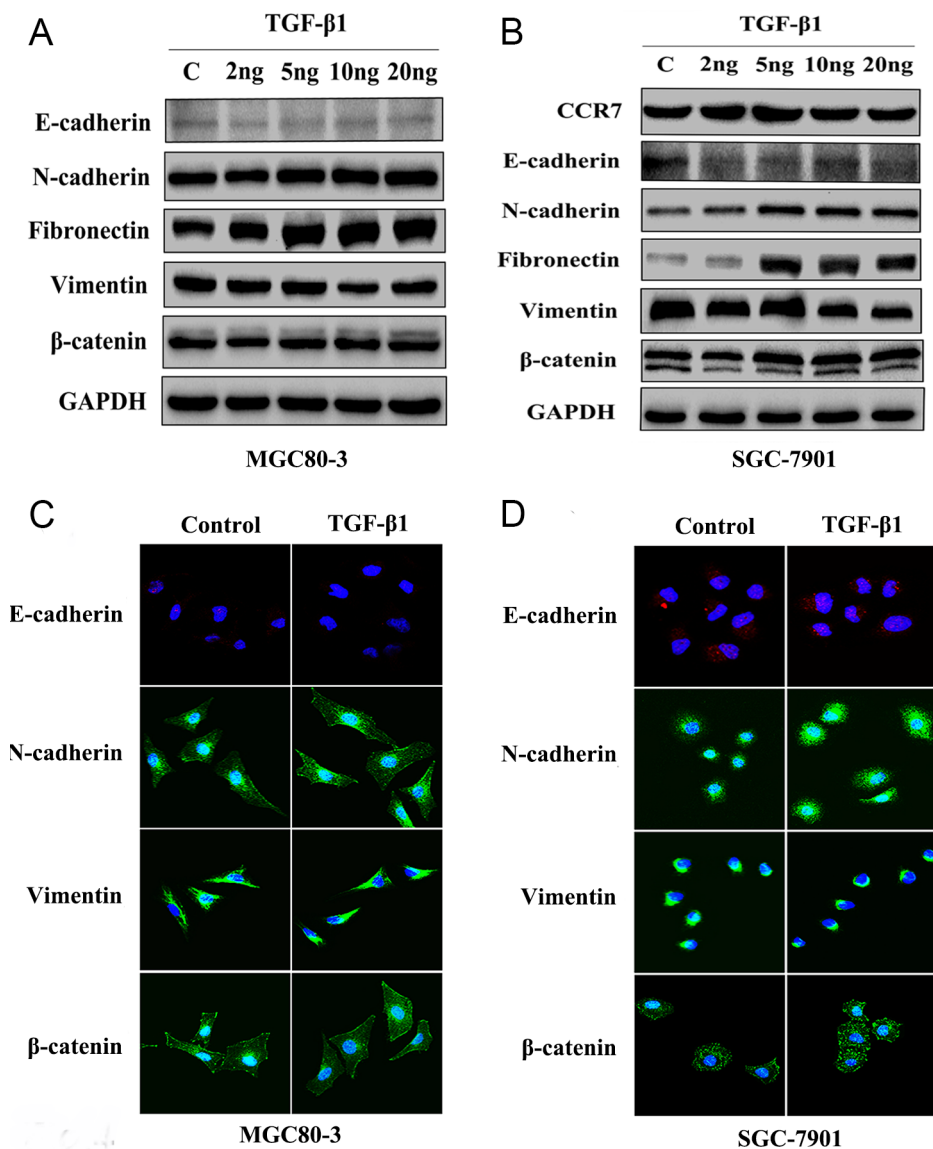 A
TGF-β1
C 2ng 5ng 10ng 20ng
E-cadherin
N-cadherin
Fibronectin
Vimentin
β-catenin
GAPDH
MGC80-3
B
TGF-β1
C 2ng 5ng 10ng 20ng
CCR7
E-cadherin
N-cadherin
Fibronectin
Vimentin
β-catenin
GAPDH
SGC-7901
C
Control TGF-β1
E-cadherin
N-cadherin
Vimentin
β-catenin
MGC80-3
D
Control TGF-β1
E-cadherin
N-cadherin
Vimentin
β-catenin
SGC-7901